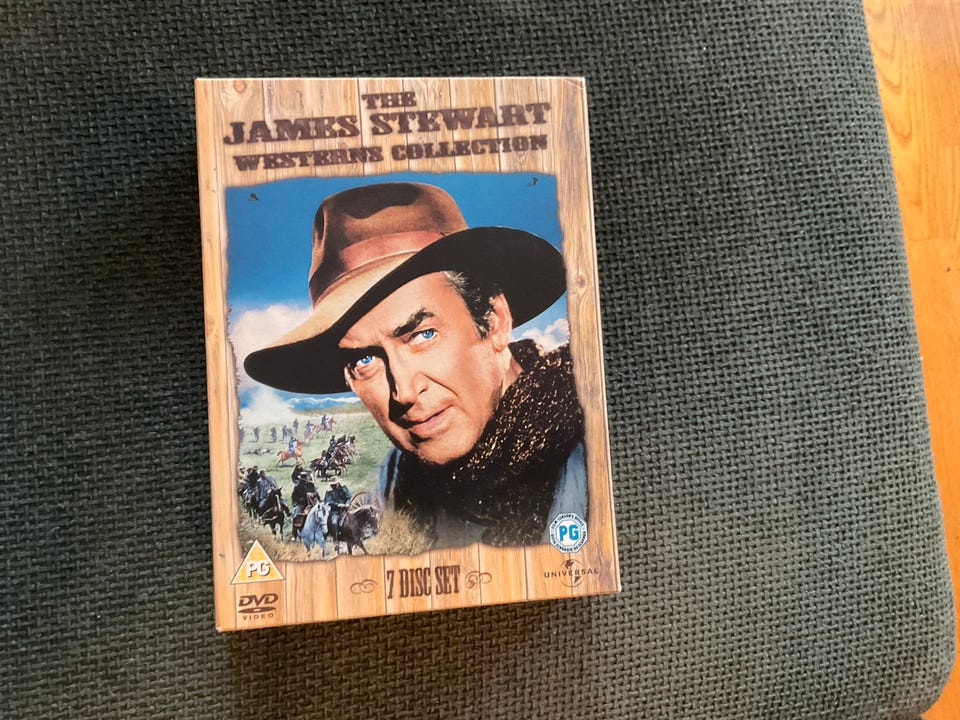 THE
JAMES STEWART
WESTERNS COLLECTION
PG
PG
7 DISC SET
UNIVERSAL
DVD
VIDEO